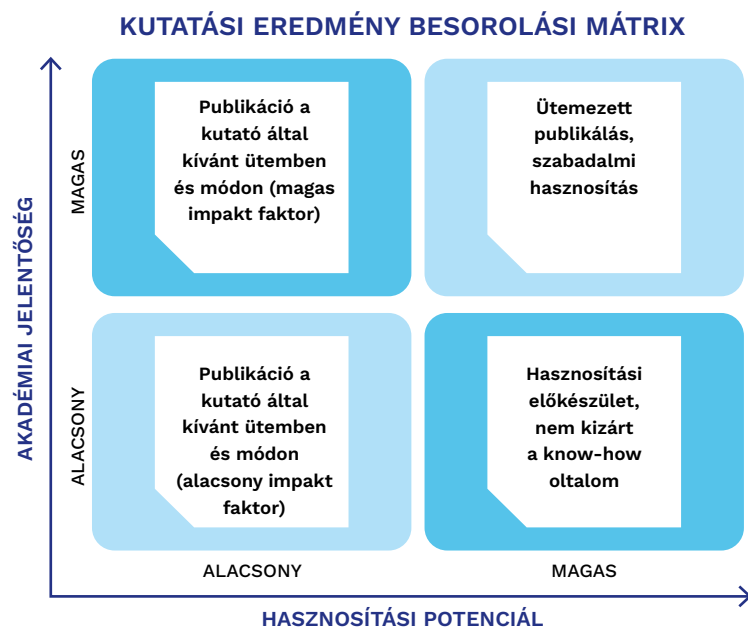 KUTATÁSI EREDMÉNY BESOROLÁSI MÁTRIX
AKADÉMIAI JELENTŐSÉG
MAGAS
Publikáció a
kutató által
kívánt ütemben
és módon (magas
impakt faktor)
Ütemezett
publikálás,
szabadalmi
hasznosítás
ALACSONY
Publikáció a
kutató által
kívánt ütemben
és módon
(alacsony impakt
faktor)
Hasznosítási
előkészület,
nem kizárt
a know-how
oltalom
ALACSONY
MAGAS
HASZNOSÍTÁSI POTENCIÁL